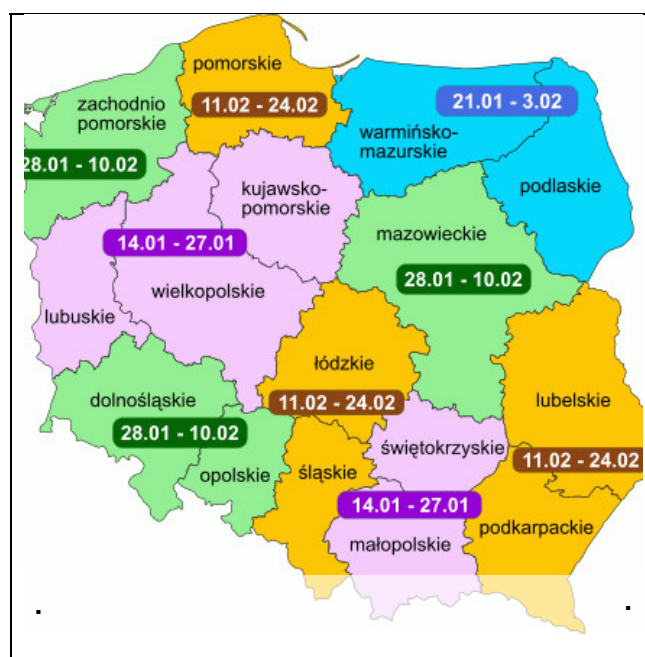 pomorskie
11.02 - 24.02
zachodnio
pomorskie
28.01 - 10.02
21.01 - 3.02
warmińsko-
mazurskie
podlaskie
kujawsko-
pomorskie
14.01 - 27.01
wielkopolskie
lubuskie
mazowieckie
28.01 - 10.02
łódzkie
11.02 - 24.02
dolnośląskie
28.01 - 10.02
opolskie
śląskie
świętokrzyskie
14.01 - 27.01
małopolskie
lubelskie
11.02 - 24.02
podkarpackie